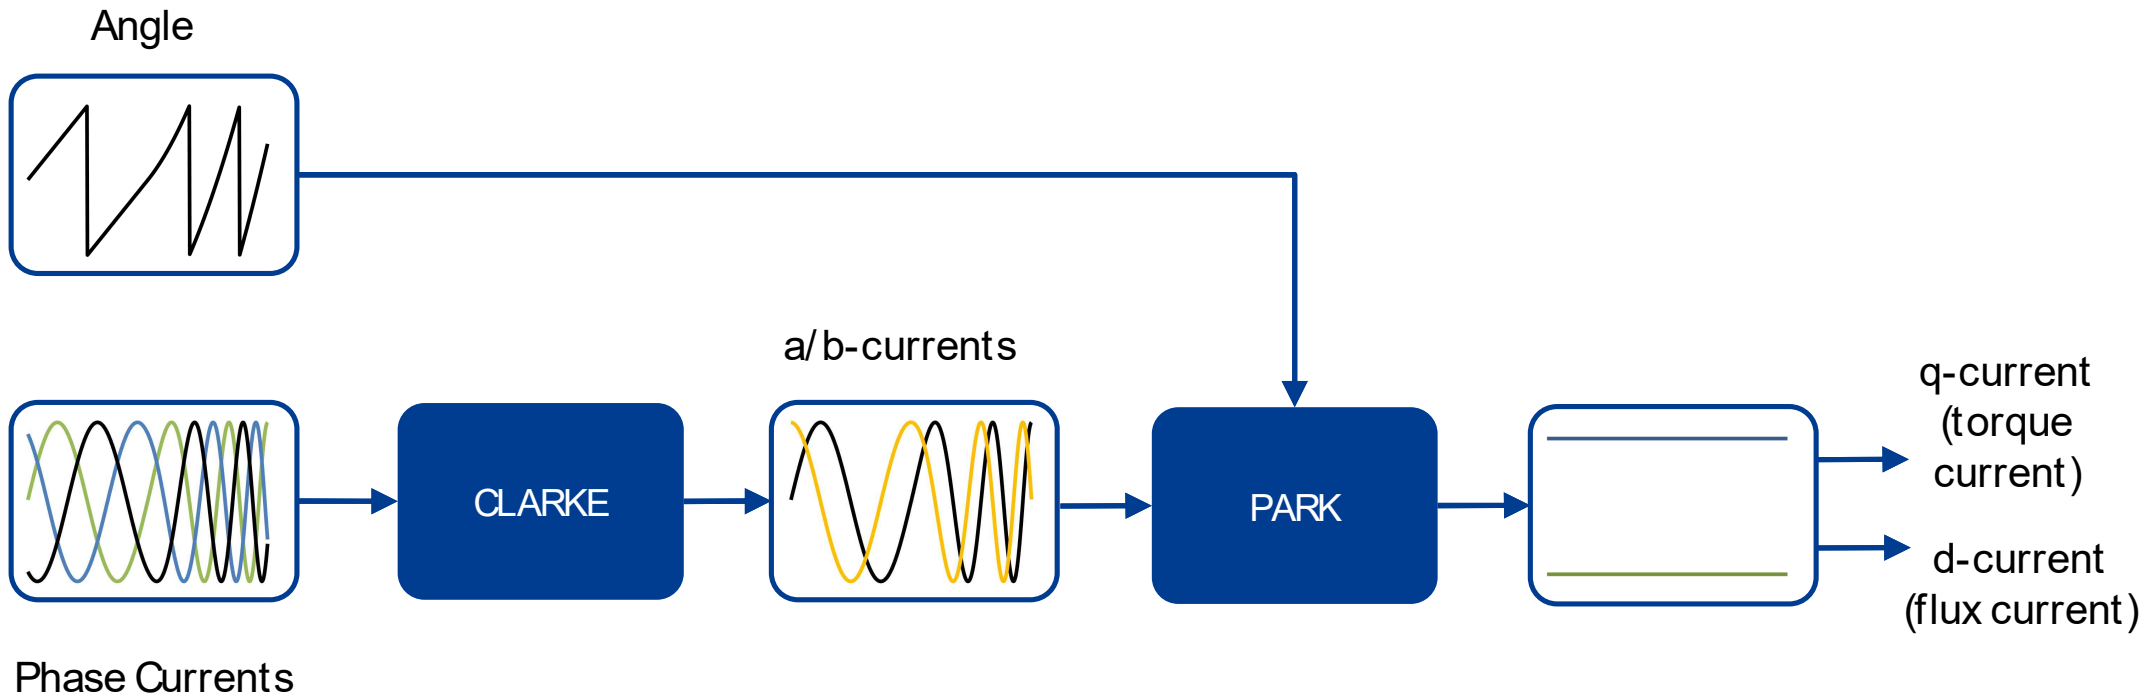 Angle
a/b-currents
q-current
(torque
current)
CLARKE
PARK
d-current
(flux current)
Phase Currents